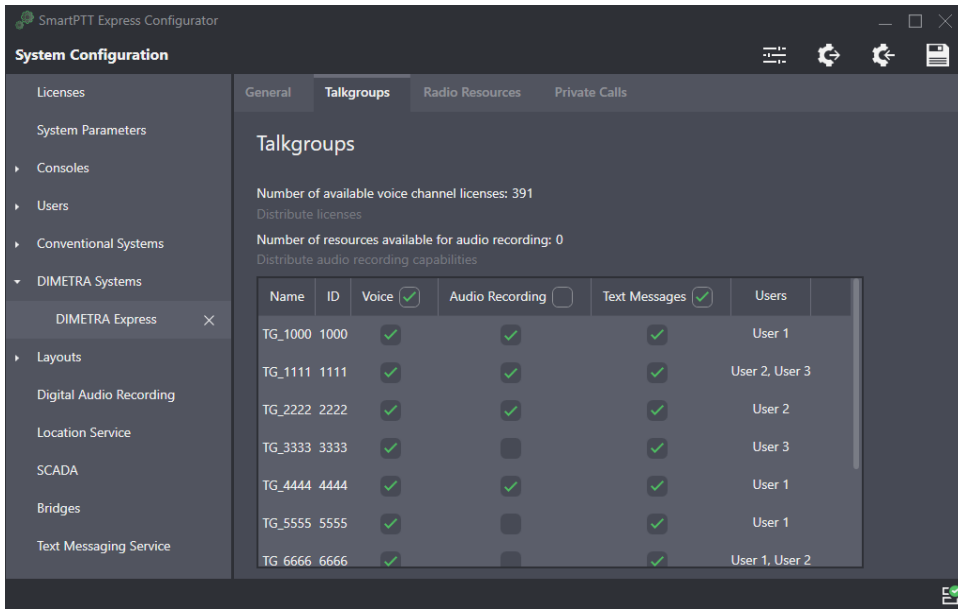 SmartPTT Express Configurator
System Configuration
Licenses
System Parameters
Consoles
Users
Conventional Systems
DIMETRA Systems
DIMETRA Express
Layouts
Digital Audio Recording
Location Service
SCADA
Bridges
Text Messaging Service
General Talkgroups Radio Resources Private Calls
Talkgroups
Number of available voice channel licenses: 391
Distribute licenses
Number of resources available for audio recording: 0
Distribute audio recording capabilities
Name ID Voice Audio Recording Text Messages Users
TG_1000 1000 User 1
TG_1111 1111 User 2, User 3
TG_2222 2222 User 2
TG_3333 3333 User 3
TG_4444 4444 User 1
TG_5555 5555 User 1
TG_6666 6666 User 1, User 2